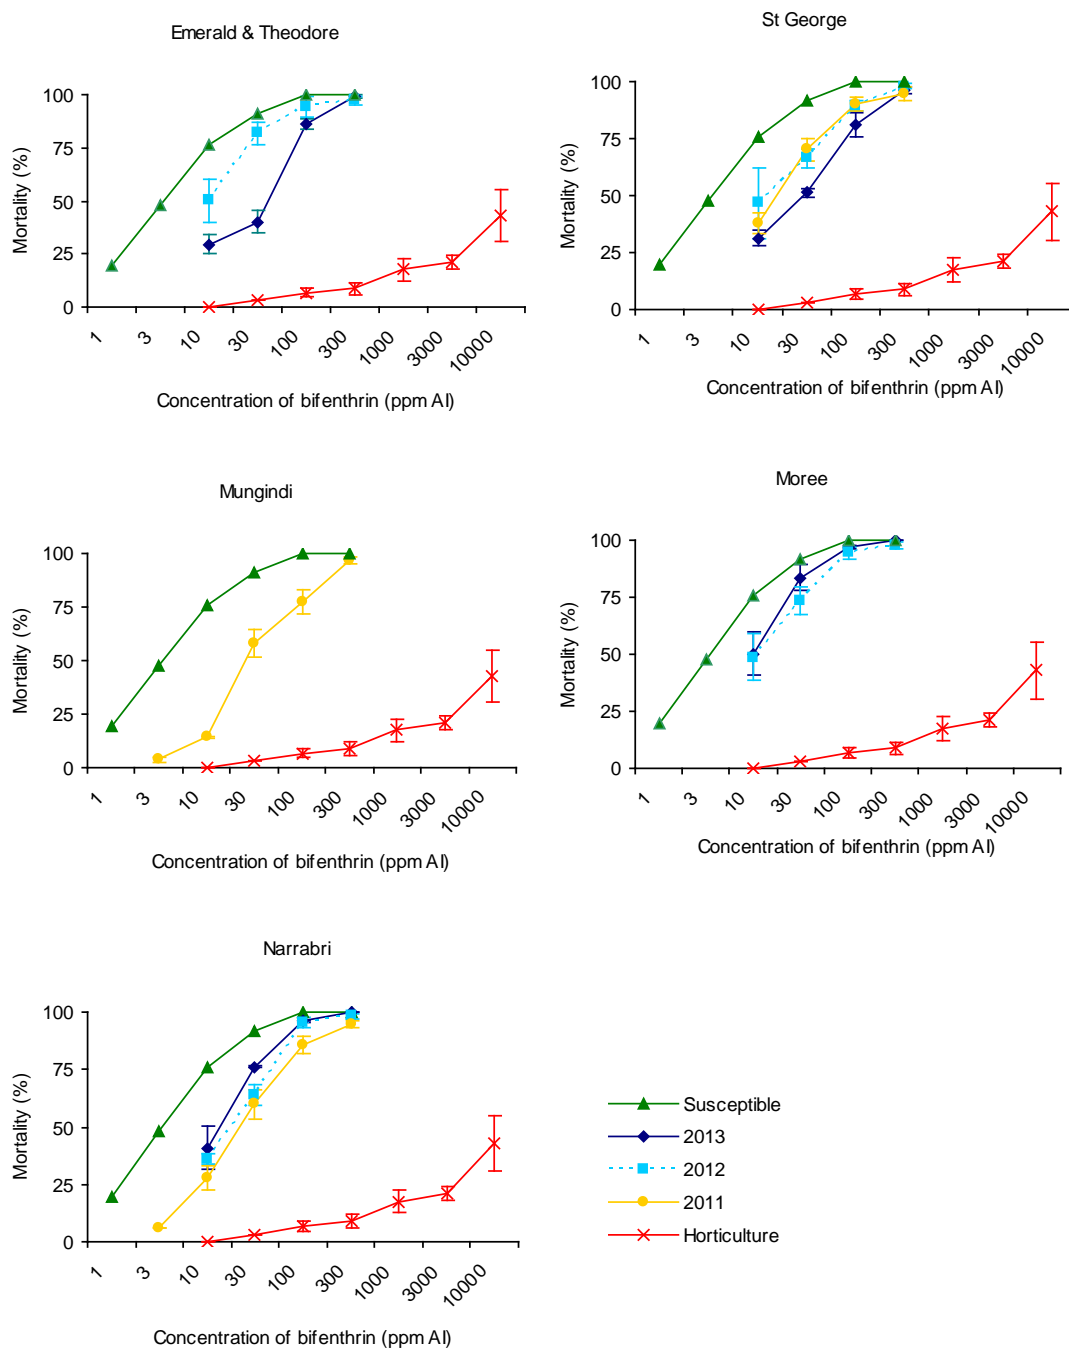 Emerald & Theodore
100
75
50
25
0
Mortality (%)
1 3 10 30 100 300 1000 3000 10000
Concentration of bifenthrin (ppm AI)
St George
100
75
50
25
0
Mortality (%)
1 3 10 30 100 300 1000 3000 10000
Concentration of bifenthrin (ppm AI)
Mungindi
100
75
50
25
0
Mortality (%)
1 3 10 30 100 300 1000 3000 10000
Concentration of bifenthrin (ppm AI)
Moree
100
75
50
25
0
Mortality (%)
1 3 10 30 100 300 1000 3000 10000
Concentration of bifenthrin (ppm AI)
Narrabri
100
75
50
25
0
Mortality (%)
1 3 10 30 100 300 1000 3000 10000
Concentration of bifenthrin (ppm AI)
Susceptible
2013
2012
2011
Horticulture